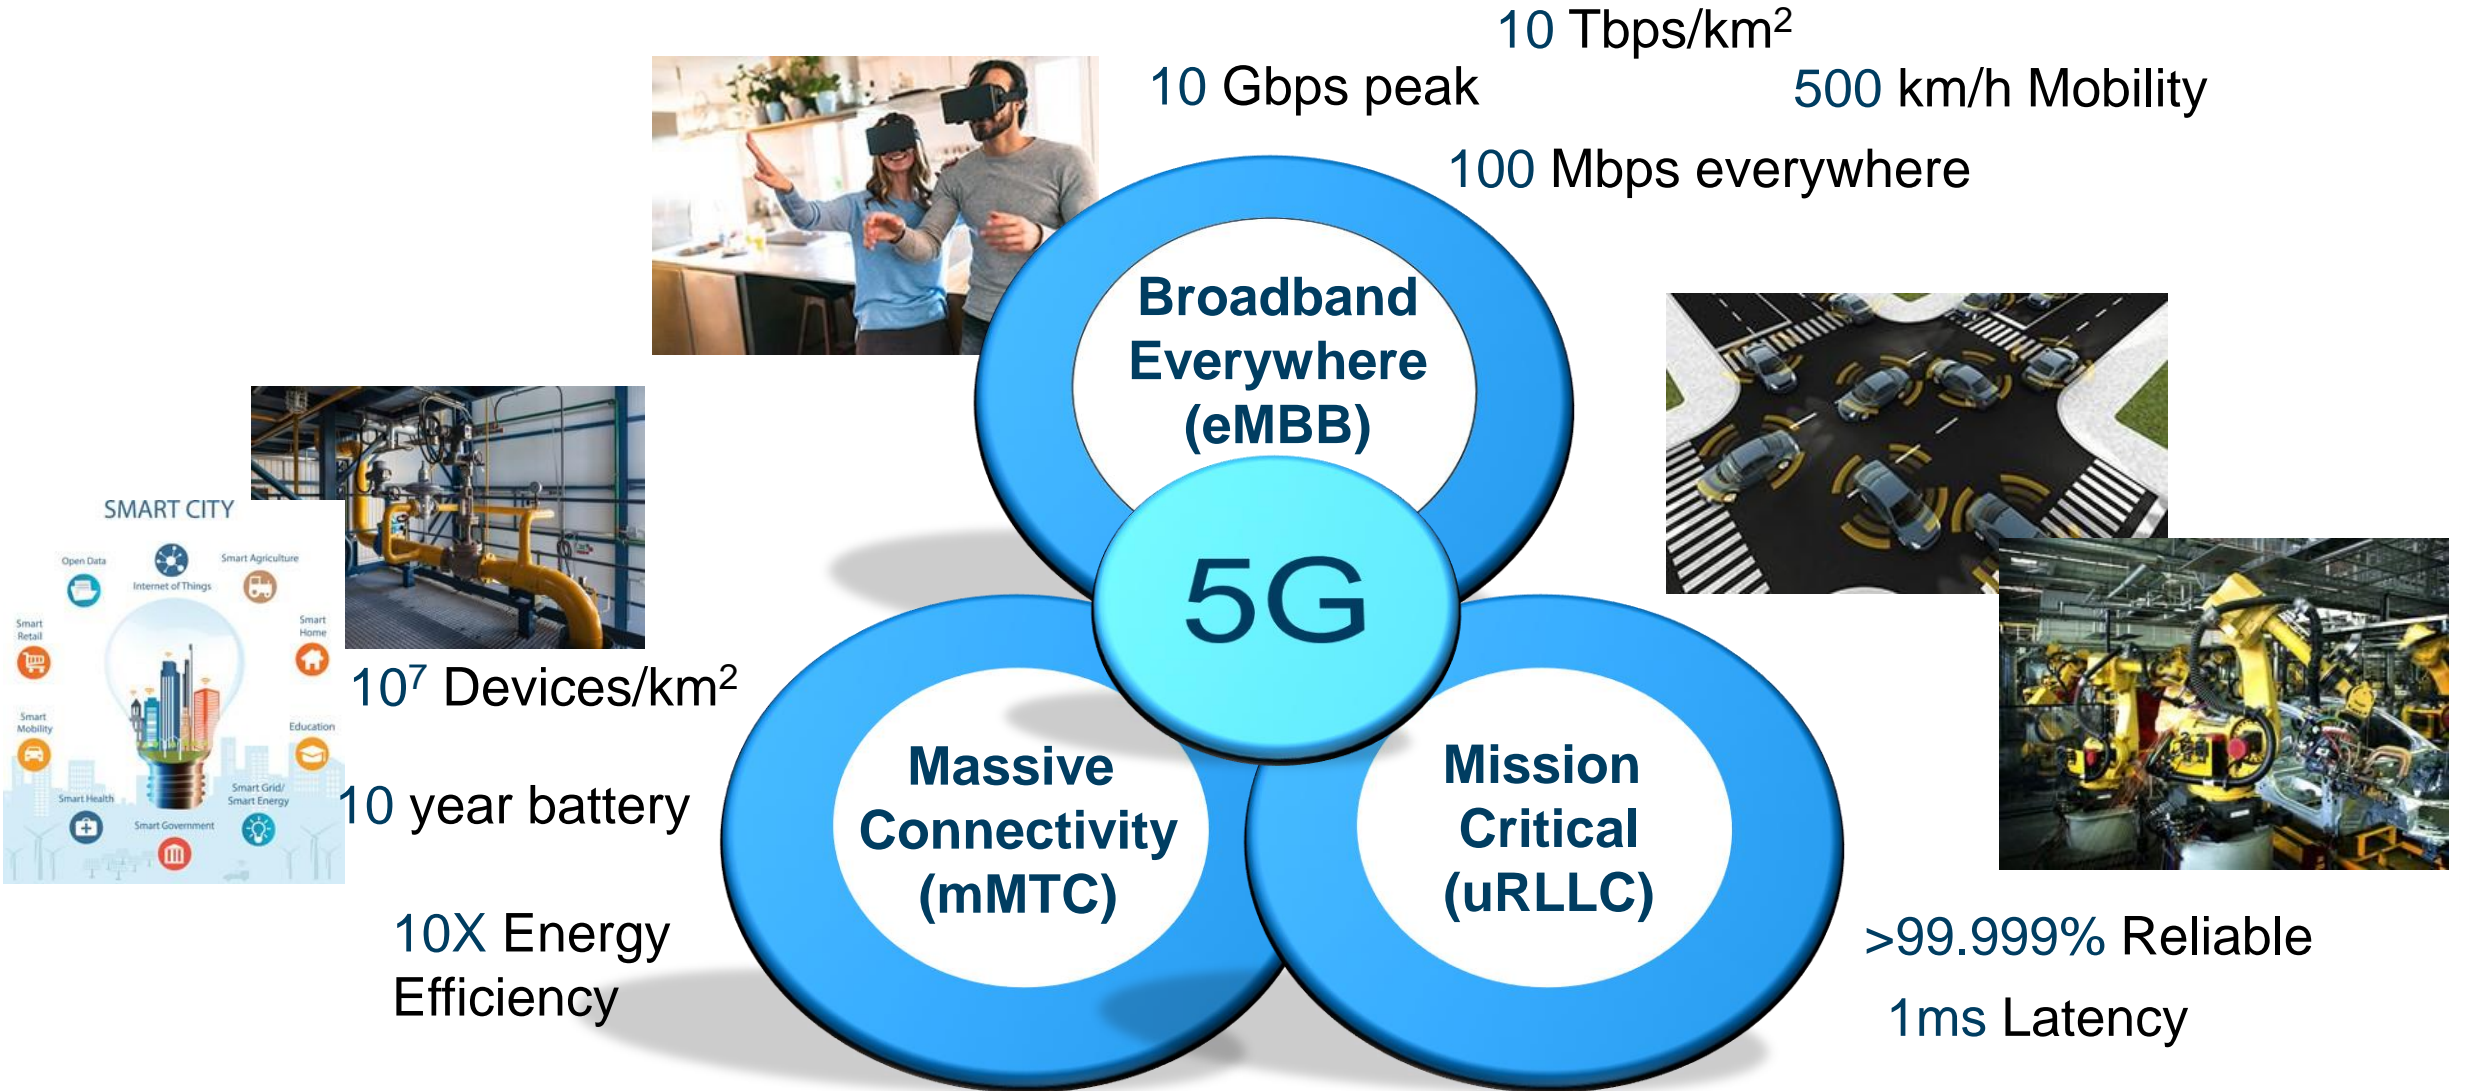 10 Tbps/km²
10 Gbps peak
500 km/h Mobility
100 Mbps everywhere
Broadband
Everywhere
(eMBB)
5G
SMART CITY
Open Data
Internet of Things
Smart Agriculture
Smart
Retail
Smart
Home
Smart
Mobility
Education
Smart Health
Smart Grid/
Smart Energy
Smart Government
10⁷ Devices/km²
10 year battery
10X Energy
Efficiency
Massive
Connectivity
(mMTC)
Mission
Critical
(uRLLC)
>99.999% Reliable
1ms Latency